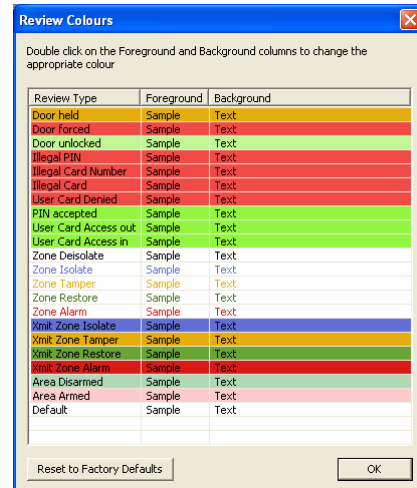 Review Colours
Double click on the Foreground and Background columns to change the
appropriate colour
Review Type Foreground Background
Door held Sample Text
Door forced Sample Text
Door unlocked Sample Text
Illegal PIN Sample Text
Illegal Card Number Sample Text
Illegal Card Sample Text
User Card Denied Sample Text
PIN accepted Sample Text
User Card Access out Sample Text
User Card Access in Sample Text
Zone Deisolate Sample Text
Zone Isolate Sample Text
Zone Tamper Sample Text
Zone Restore Sample Text
Zone Alarm Sample Text
Xmit Zone Isolate Sample Text
Xmit Zone Tamper Sample Text
Xmit Zone Restore Sample Text
Xmit Zone Alarm Sample Text
Area Disarmed Sample Text
Area Armed Sample Text
Default Sample Text
Reset to Factory Defaults OK